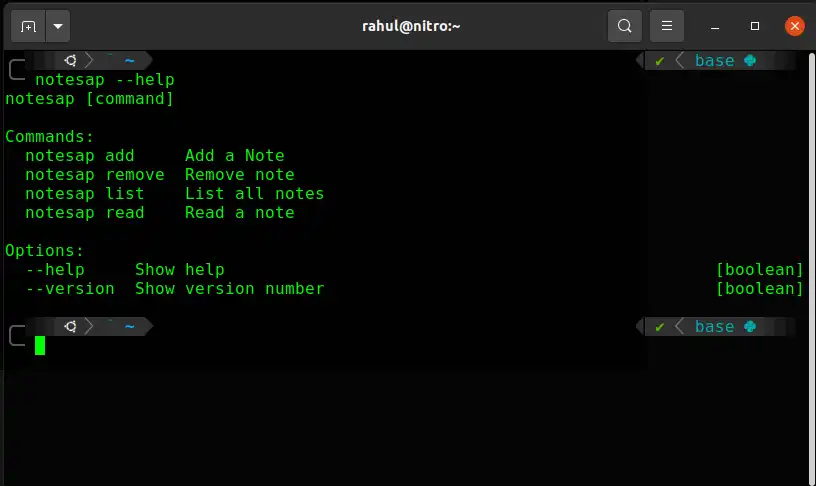 rahul@nitro:~
~ ✔ base
notesap --help
notesap [command]
Commands:
notesap add Add a Note
notesap remove Remove note
notesap list List all notes
notesap read Read a note
Options:
--help Show help [boolean]
--version Show version number [boolean]
~ ✔ base